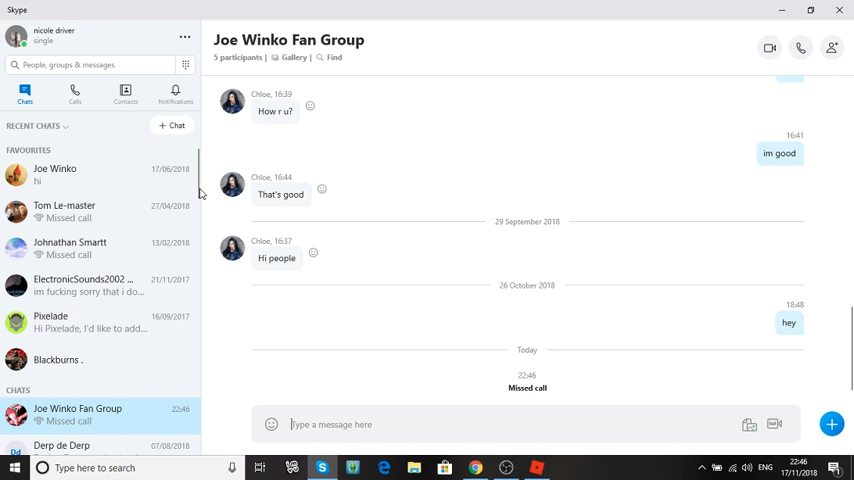 Skype
nicole driver
single
People, groups & messages
Chats
Calls
Contacts
Notifications
RECENT CHATS
+ Chat
FAVOURITES
Joe Winko 17/06/2018
hi
Tom Le-master 27/04/2018
Missed call
Johnathan Smartt 13/02/2018
Missed call
ElectronicSounds2002 ... 21/11/2017
im fucking sorry that i do...
Pixelade 16/09/2017
Hi Pixelade, I'd like to add...
Blackburns .
CHATS
Joe Winko Fan Group 22:46
Missed call
Dd Derp de Derp 07/08/2018
Joe Winko Fan Group
5 participants | Gallery | Find
Chloe, 16:39
How r u?
16:41
im good
Chloe, 16:44
That's good
29 September 2018
Chloe, 16:37
Hi people
26 October 2018
18:48
hey
Today
22:46
Missed call
Type a message here
Type here to search
ENG
22:46
17/11/2018